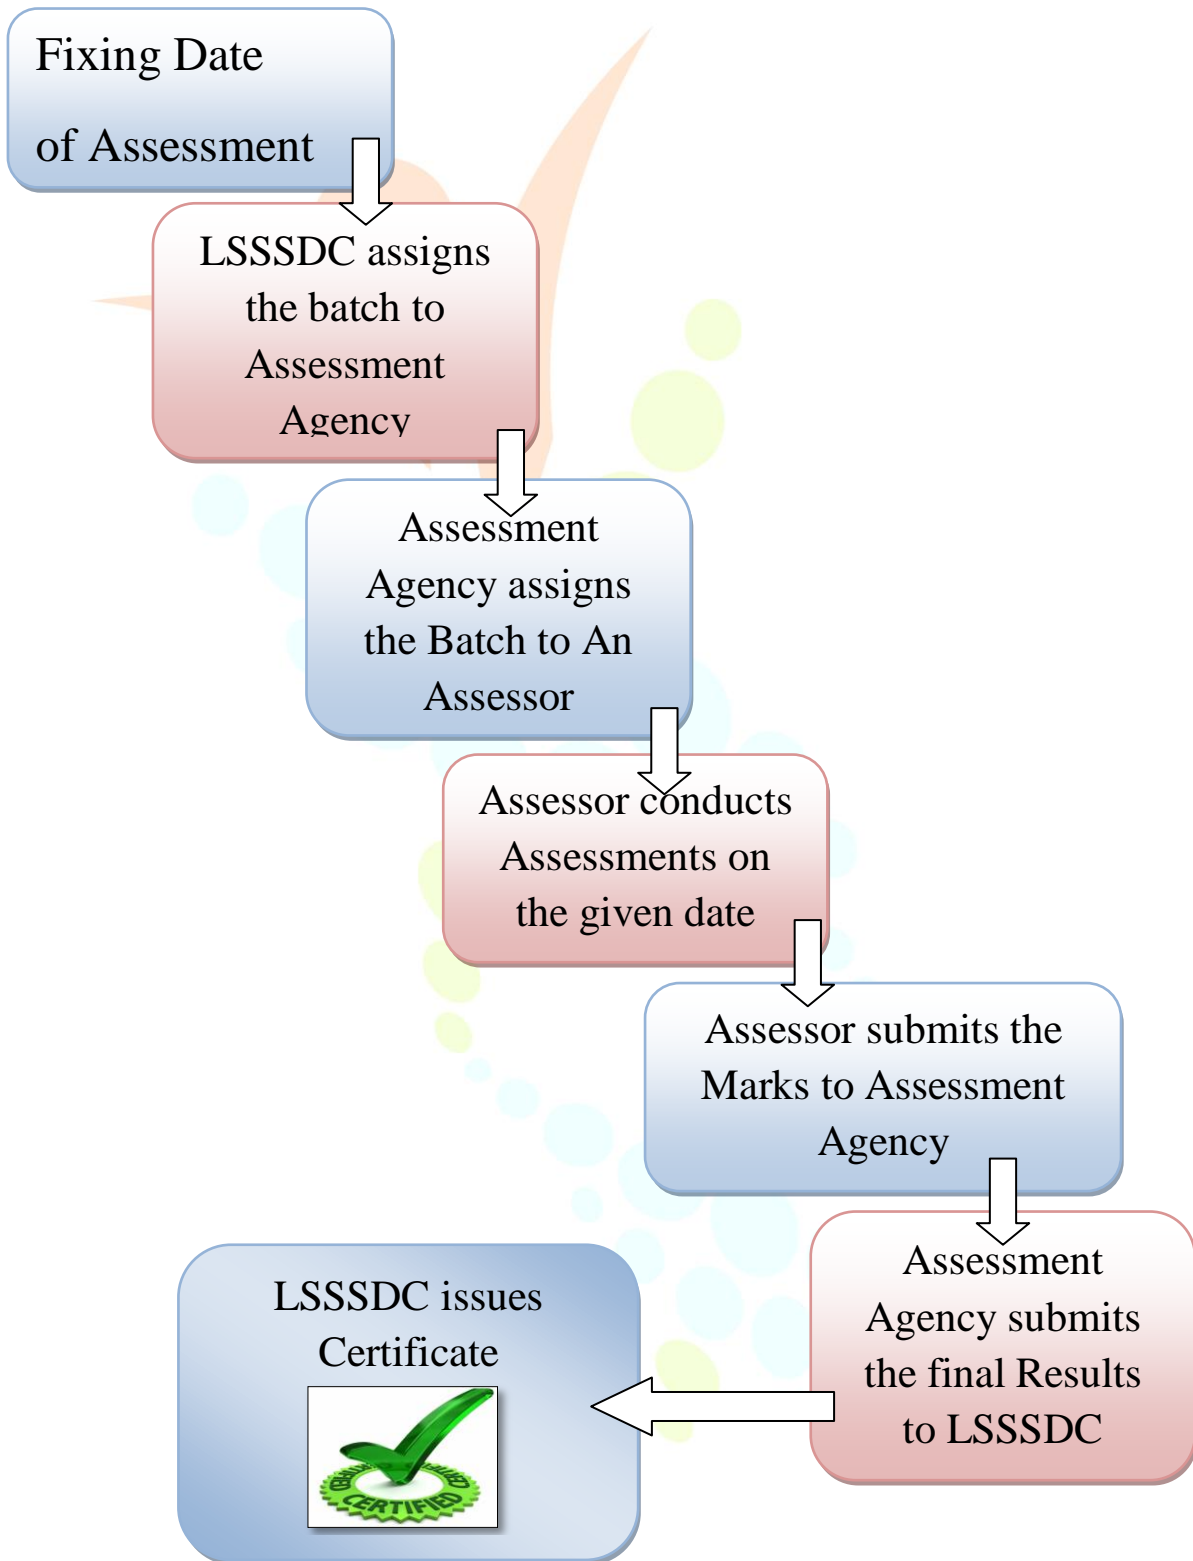 Fixing Date
of Assessment
LSSSDC assigns
the batch to
Assessment
Agency
Assessment
Agency assigns
the Batch to An
Assessor
Assessor conducts
Assessments on
the given date
Assessor submits the
Marks to Assessment
Agency
Assessment
Agency submits
the final Results
to LSSSDC
LSSSDC issues
Certificate
CERTIFIED
CERTIFIED
CERTIFIED